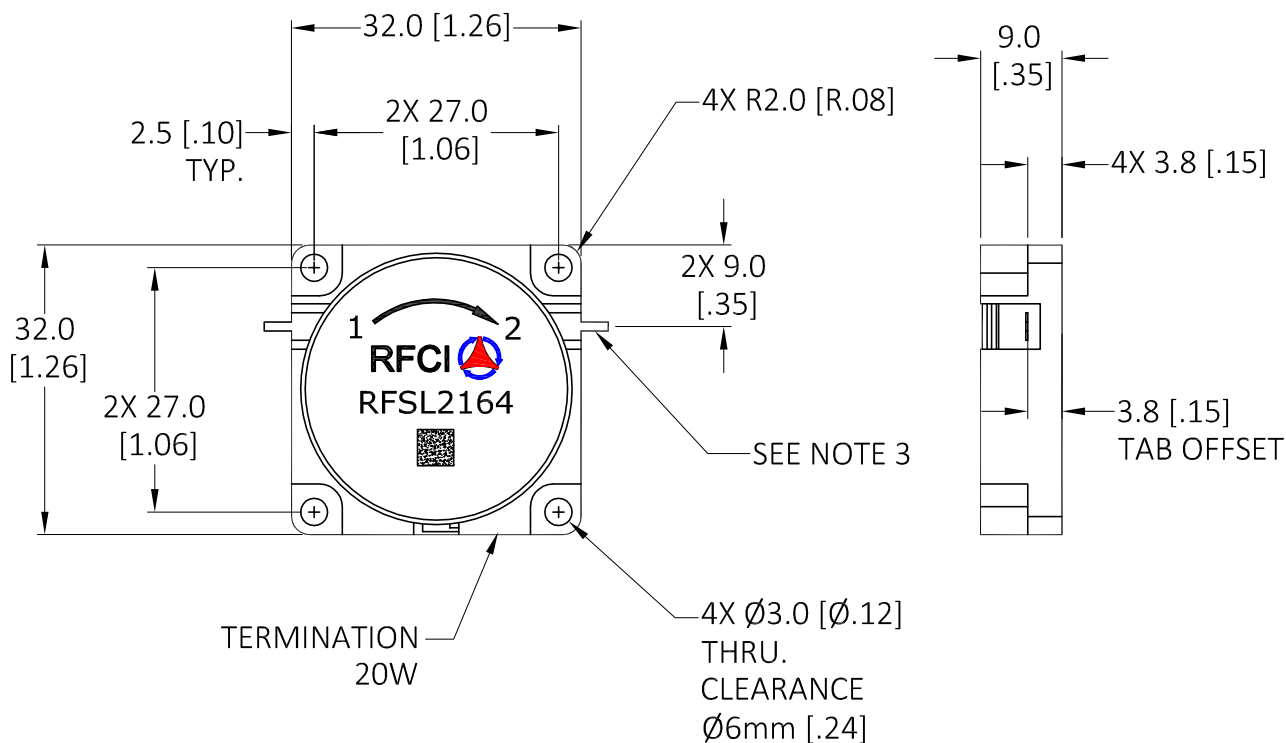 32.0 [1.26]
2X 27.0
[1.06]
2.5 [.10]
TYP.
4X R2.0 [R.08]
9.0
[.35]
4X 3.8 [.15]
2X 9.0
[.35]
32.0
[1.26]
2X 27.0
[1.06]
1
2
RFCI
RFSL2164
SEE NOTE 3
3.8 [.15]
TAB OFFSET
TERMINATION
20W
4X Ø3.0 [Ø.12]
THRU.
CLEARANCE
Ø6mm [.24]